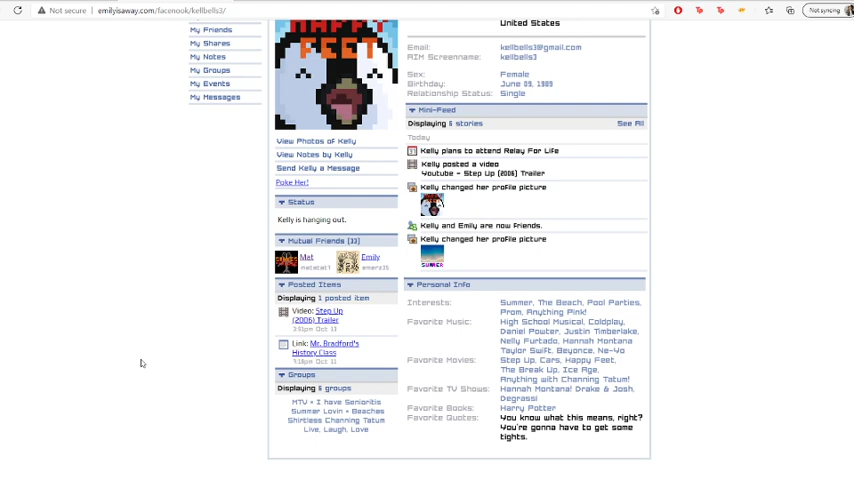 Not secure | emilyisaway.com/facenook/kellbells3/
Not syncing
My Friends
My Shares
My Notes
My Groups
My Events
My Messages
HAPPY
FEET
View Photos of Kelly
View Notes by Kelly
Send Kelly a Message
Poke Her!
Status
Kelly is hanging out.
Mutual Friends [33]
Mat
Emily
emerz35
Posted Items
Displaying 1 posted item
Video: Step Up
(2006) Trailer
3:51pm Oct 13
Link: Mr. Bradford's
History Class
Groups
Displaying 6 groups
MTV • I have Senioritis
Summer Lovin • Beaches
Shirtless Channing Tatum
Live, Laugh, Love
United States
Email: kellbells3@gmail.com
AIM Screenname: kellbells3
Sex: Female
Birthday: June 09, 1989
Relationship Status: Single
Mini-Feed
Displaying 6 stories See All
Today
Kelly plans to attend Relay For Life
Kelly posted a video
Youtube - Step Up (2006) Trailer
Kelly changed her profile picture
Kelly and Emily are now friends.
Kelly changed her profile picture
SUMMER
Personal Info
Interests: Summer, The Beach, Pool Parties,
Prom, Anything Pink!
Favorite Music: High School Musical, Coldplay,
Daniel Powter, Justin Timberlake,
Nelly Furtado, Hannah Montana
Taylor Swift, Beyonce, Ne-Yo
Favorite Movies: Step Up, Cars, Happy Feet,
The Break Up, Ice Age,
Anything with Channing Tatum!
Favorite TV Shows: Hannah Montana! Drake & Josh,
Degrassi
Favorite Books: Harry Potter
Favorite Quotes: You know what this means, right?
You're gonna have to get some
tights.